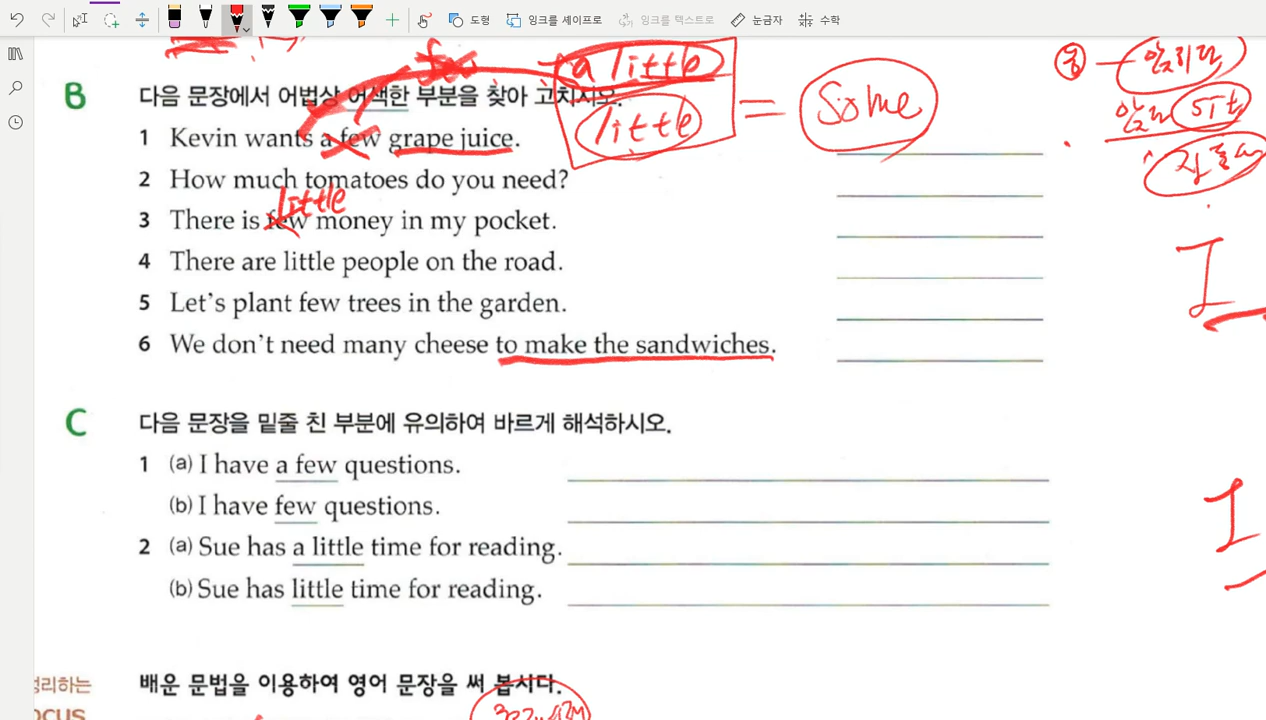 도형 잉크를 셰이프로 잉크를 텍스트로 눈금자 수학
few a little
little = some
B 다음 문장에서 어법상 어색한 부분을 찾아 고치시오.
1 Kevin wants a few grape juice.
2 How much tomatoes do you need?
little
3 There is few money in my pocket.
4 There are little people on the road.
5 Let's plant few trees in the garden.
6 We don't need many cheese to make the sandwiches.
I
C 다음 문장을 밑줄 친 부분에 유의하여 바르게 해석하시오.
1 (a) I have a few questions.
(b) I have few questions.
I
2 (a) Sue has a little time for reading.
(b) Sue has little time for reading.
리하는 배운 문법을 이용하여 영어 문장을 써 봅시다.
ocus